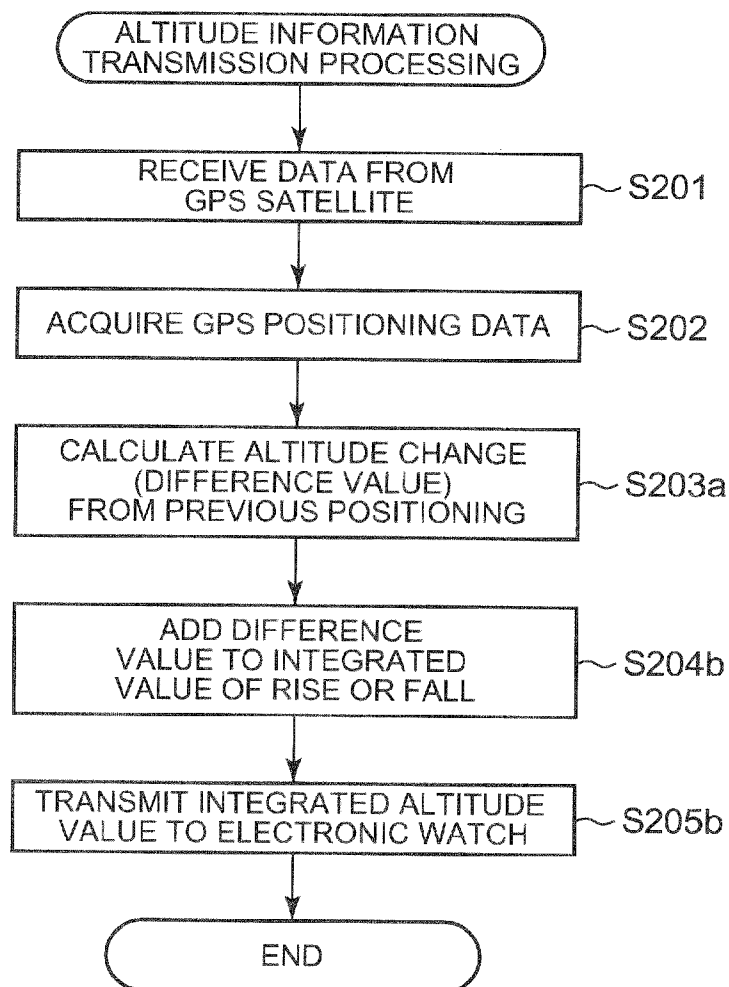 ALTITUDE INFORMATION
TRANSMISSION PROCESSING
RECEIVE DATA FROM
GPS SATELLITE
S201
ACQUIRE GPS POSITIONING DATA
S202
CALCULATE ALTITUDE CHANGE
(DIFFERENCE VALUE)
FROM PREVIOUS POSITIONING
S203a
ADD DIFFERENCE
VALUE TO INTEGRATED
VALUE OF RISE OR FALL
S204b
TRANSMIT INTEGRATED ALTITUDE
VALUE TO ELECTRONIC WATCH
S205b
END